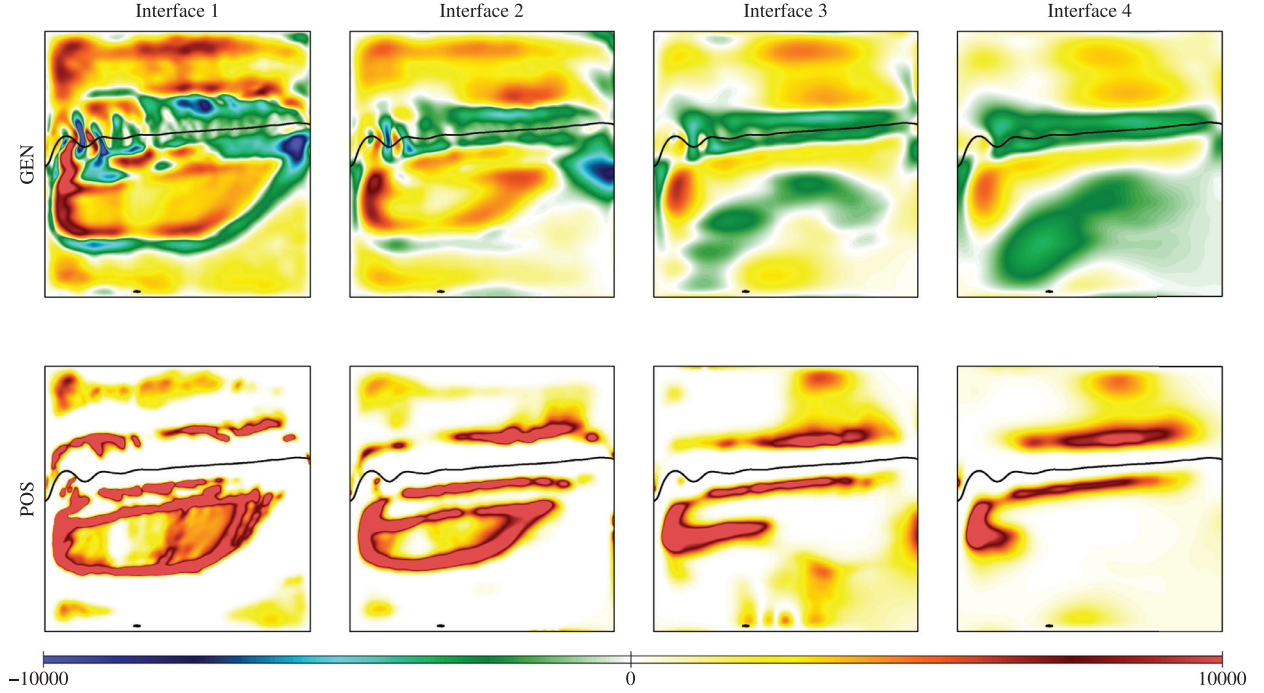 Interface 1
Interface 2
Interface 3
Interface 4
GEN
POS
−10000
0
10000